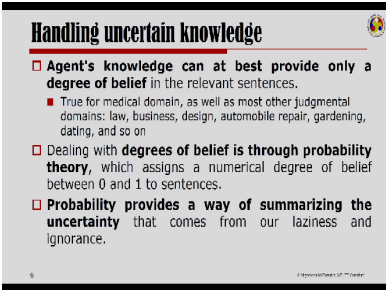 Handling uncertain knowledge
Agent's knowledge can at best provide only a
degree of belief in the relevant sentences.
True for medical domain, as well as most other judgmental
domains: law, business, design, automobile repair, gardening,
dating, and so on
Dealing with degrees of belief is through probability
theory, which assigns a numerical degree of belief
between 0 and 1 to sentences.
Probability provides a way of summarizing the
uncertainty that comes from our laziness and
ignorance.
6